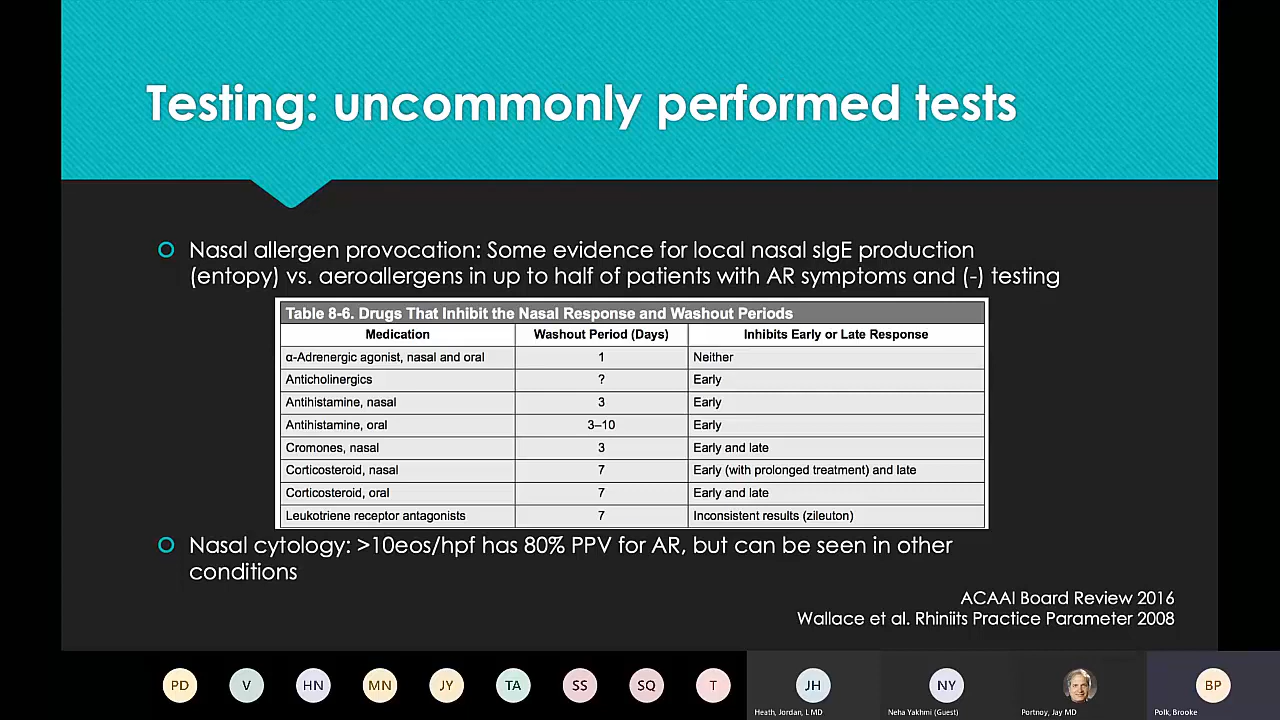 Testing: uncommonly performed tests
Nasal allergen provocation: Some evidence for local nasal sIgE production
(entopy) vs. aeroallergens in up to half of patients with AR symptoms and (-) testing
Table 8-6. Drugs That Inhibit the Nasal Response and Washout Periods
Medication Washout Period (Days) Inhibits Early or Late Response
α-Adrenergic agonist, nasal and oral 1 Neither
Anticholinergics ? Early
Antihistamine, nasal 3 Early
Antihistamine, oral 3–10 Early
Cromones, nasal 3 Early and late
Corticosteroid, nasal 7 Early (with prolonged treatment) and late
Corticosteroid, oral 7 Early and late
Leukotriene receptor antagonists 7 Inconsistent results (zileuton)
Nasal cytology: >10eos/hpf has 80% PPV for AR, but can be seen in other
conditions
ACAAI Board Review 2016
Wallace et al. Rhiniits Practice Parameter 2008
PD V HN MN JY TA SS SQ T JH NY BP
Heath, Jordan, L MD Neha Yakhmi (Guest) Portnoy, Jay MD Polk, Brooke